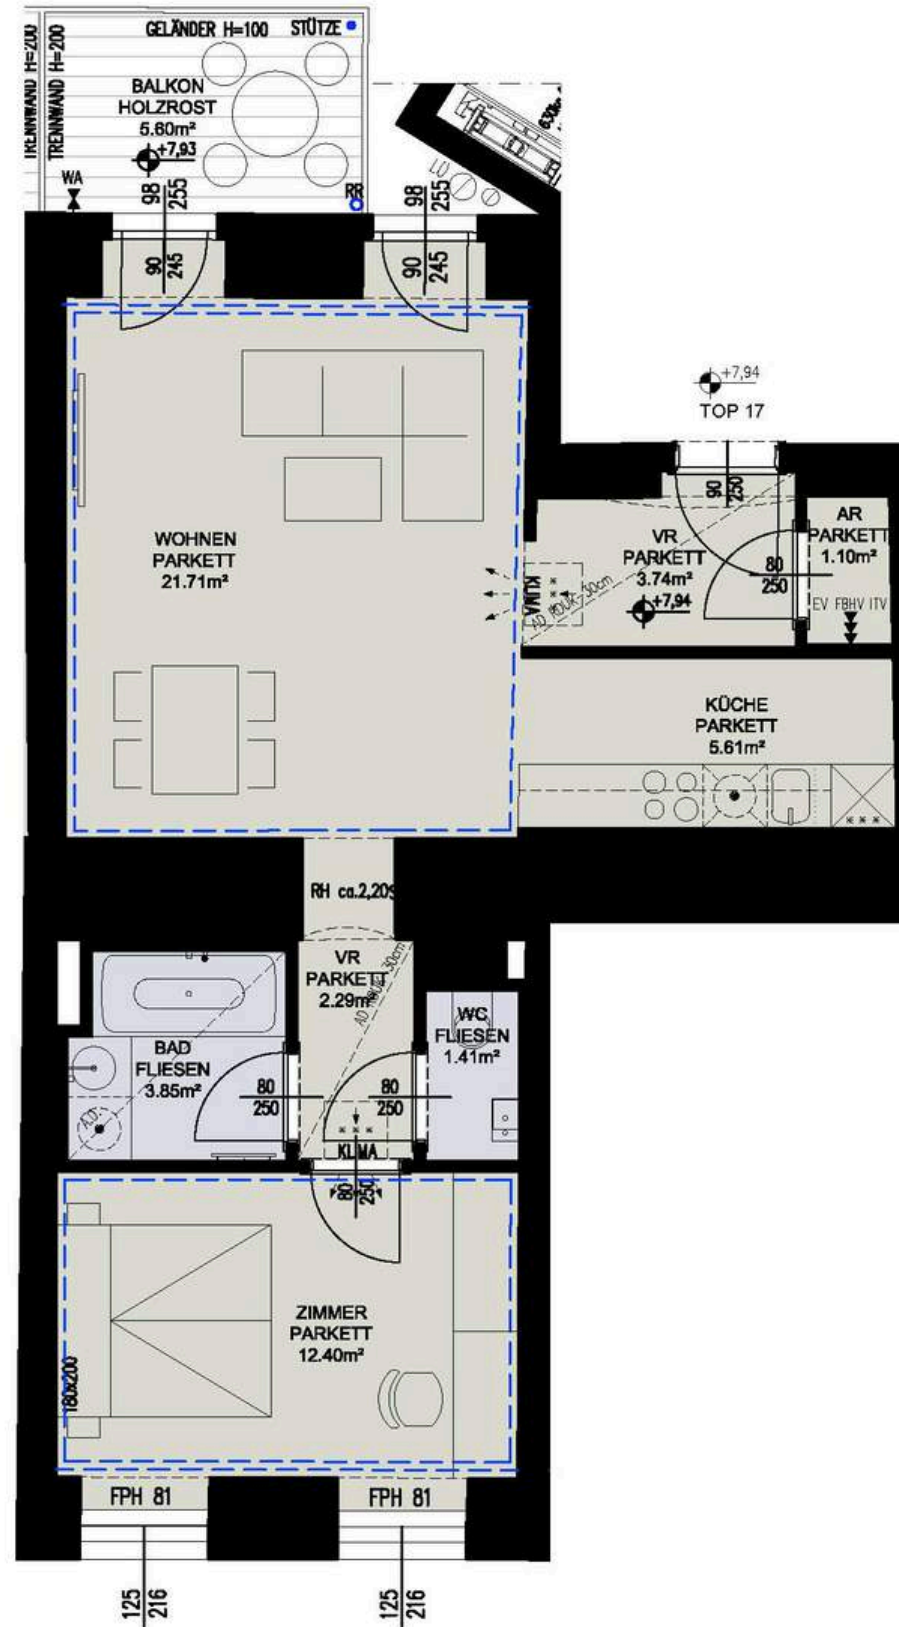 GELÄNDER H=100
STÜTZE
TRENNWAND H=200
TRENNWAND H=200
BALKON
HOLZROST
5.60m²
+7,93
WA
RR
98
255
98
255
90
245
90
245
+7,94
TOP 17
90
250
WOHNEN
PARKETT
21.71m²
VR
PARKETT
3.74m²
+7,94
KLIMA
80
250
AR
PARKETT
1.10m²
EV FBHV ITV
KÜCHE
PARKETT
5.61m²
RH ca.2,20
VR
PARKETT
2.29m²
BAD
FLIESEN
3.85m²
A.D.
80
250
80
250
WC
FLIESEN
1.41m²
KLIMA
80
250
180x200
ZIMMER
PARKETT
12.40m²
FPH 81
FPH 81
125
216
125
216